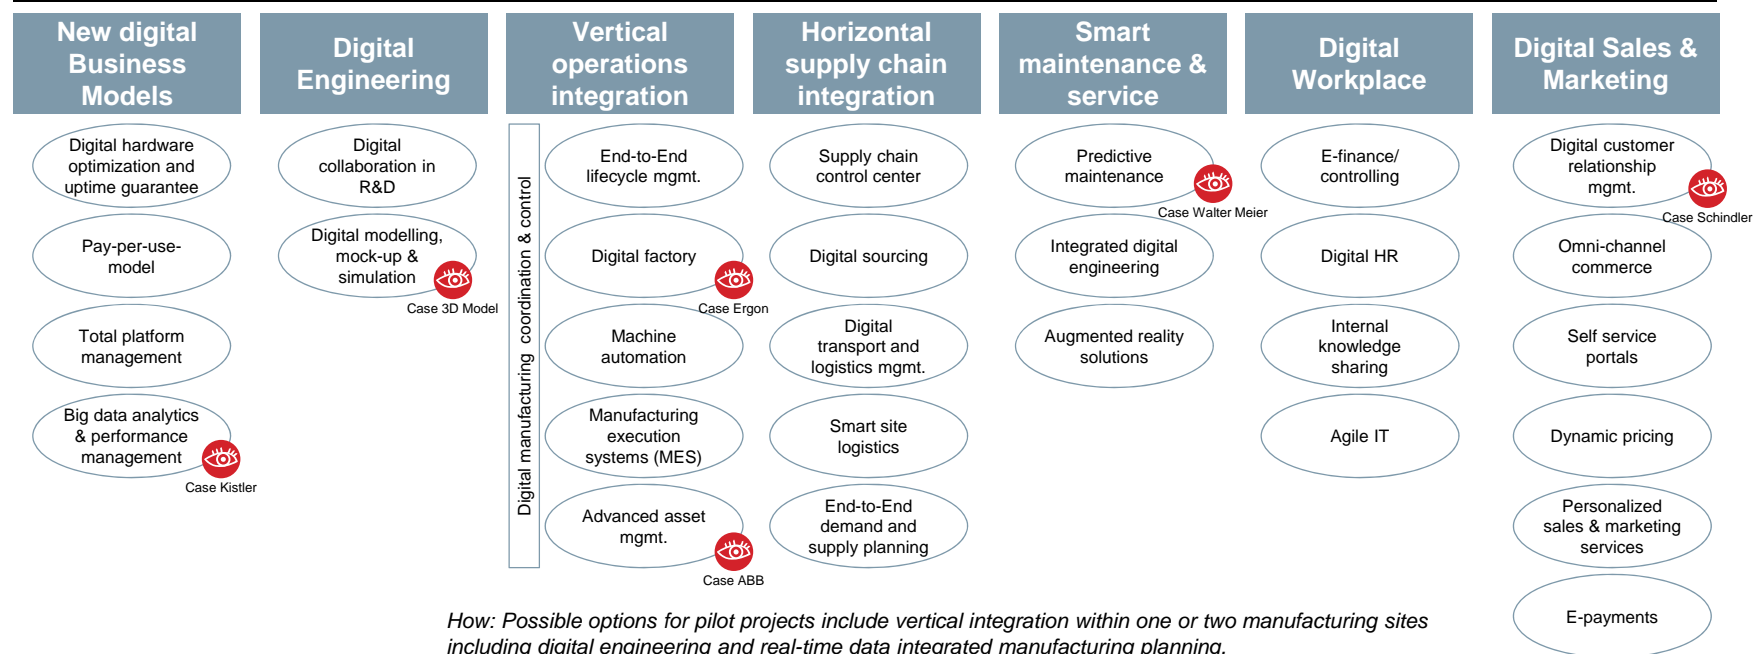 New digital
Business
Models
Digital
Engineering
Vertical
operations
integration
Horizontal
supply chain
integration
Smart
maintenance &
service
Digital
Workplace
Digital Sales &
Marketing
Digital hardware
optimization and
uptime guarantee
Pay-per-use-
model
Total platform
management
Big data analytics
& performance
management
Case Kistler
Digital
collaboration in
R&D
Digital modelling,
mock-up &
simulation
Case 3D Model
Digital manufacturing coordination & control
End-to-End
lifecycle mgmt.
Digital factory
Case Ergon
Machine
automation
Manufacturing
execution
systems (MES)
Advanced asset
mgmt.
Case ABB
Supply chain
control center
Digital sourcing
Digital
transport and
logistics mgmt.
Smart site
logistics
End-to-End
demand and
supply planning
Predictive
maintenance
Case Walter Meier
Integrated digital
engineering
Augmented reality
solutions
E-finance/
controlling
Digital HR
Internal
knowledge
sharing
Agile IT
Digital customer
relationship
mgmt.
Case Schindler
Omni-channel
commerce
Self service
portals
Dynamic pricing
Personalized
sales & marketing
services
E-payments
How: Possible options for pilot projects include vertical integration within one or two manufacturing sites
including digital engineering and real-time data integrated manufacturing planning.